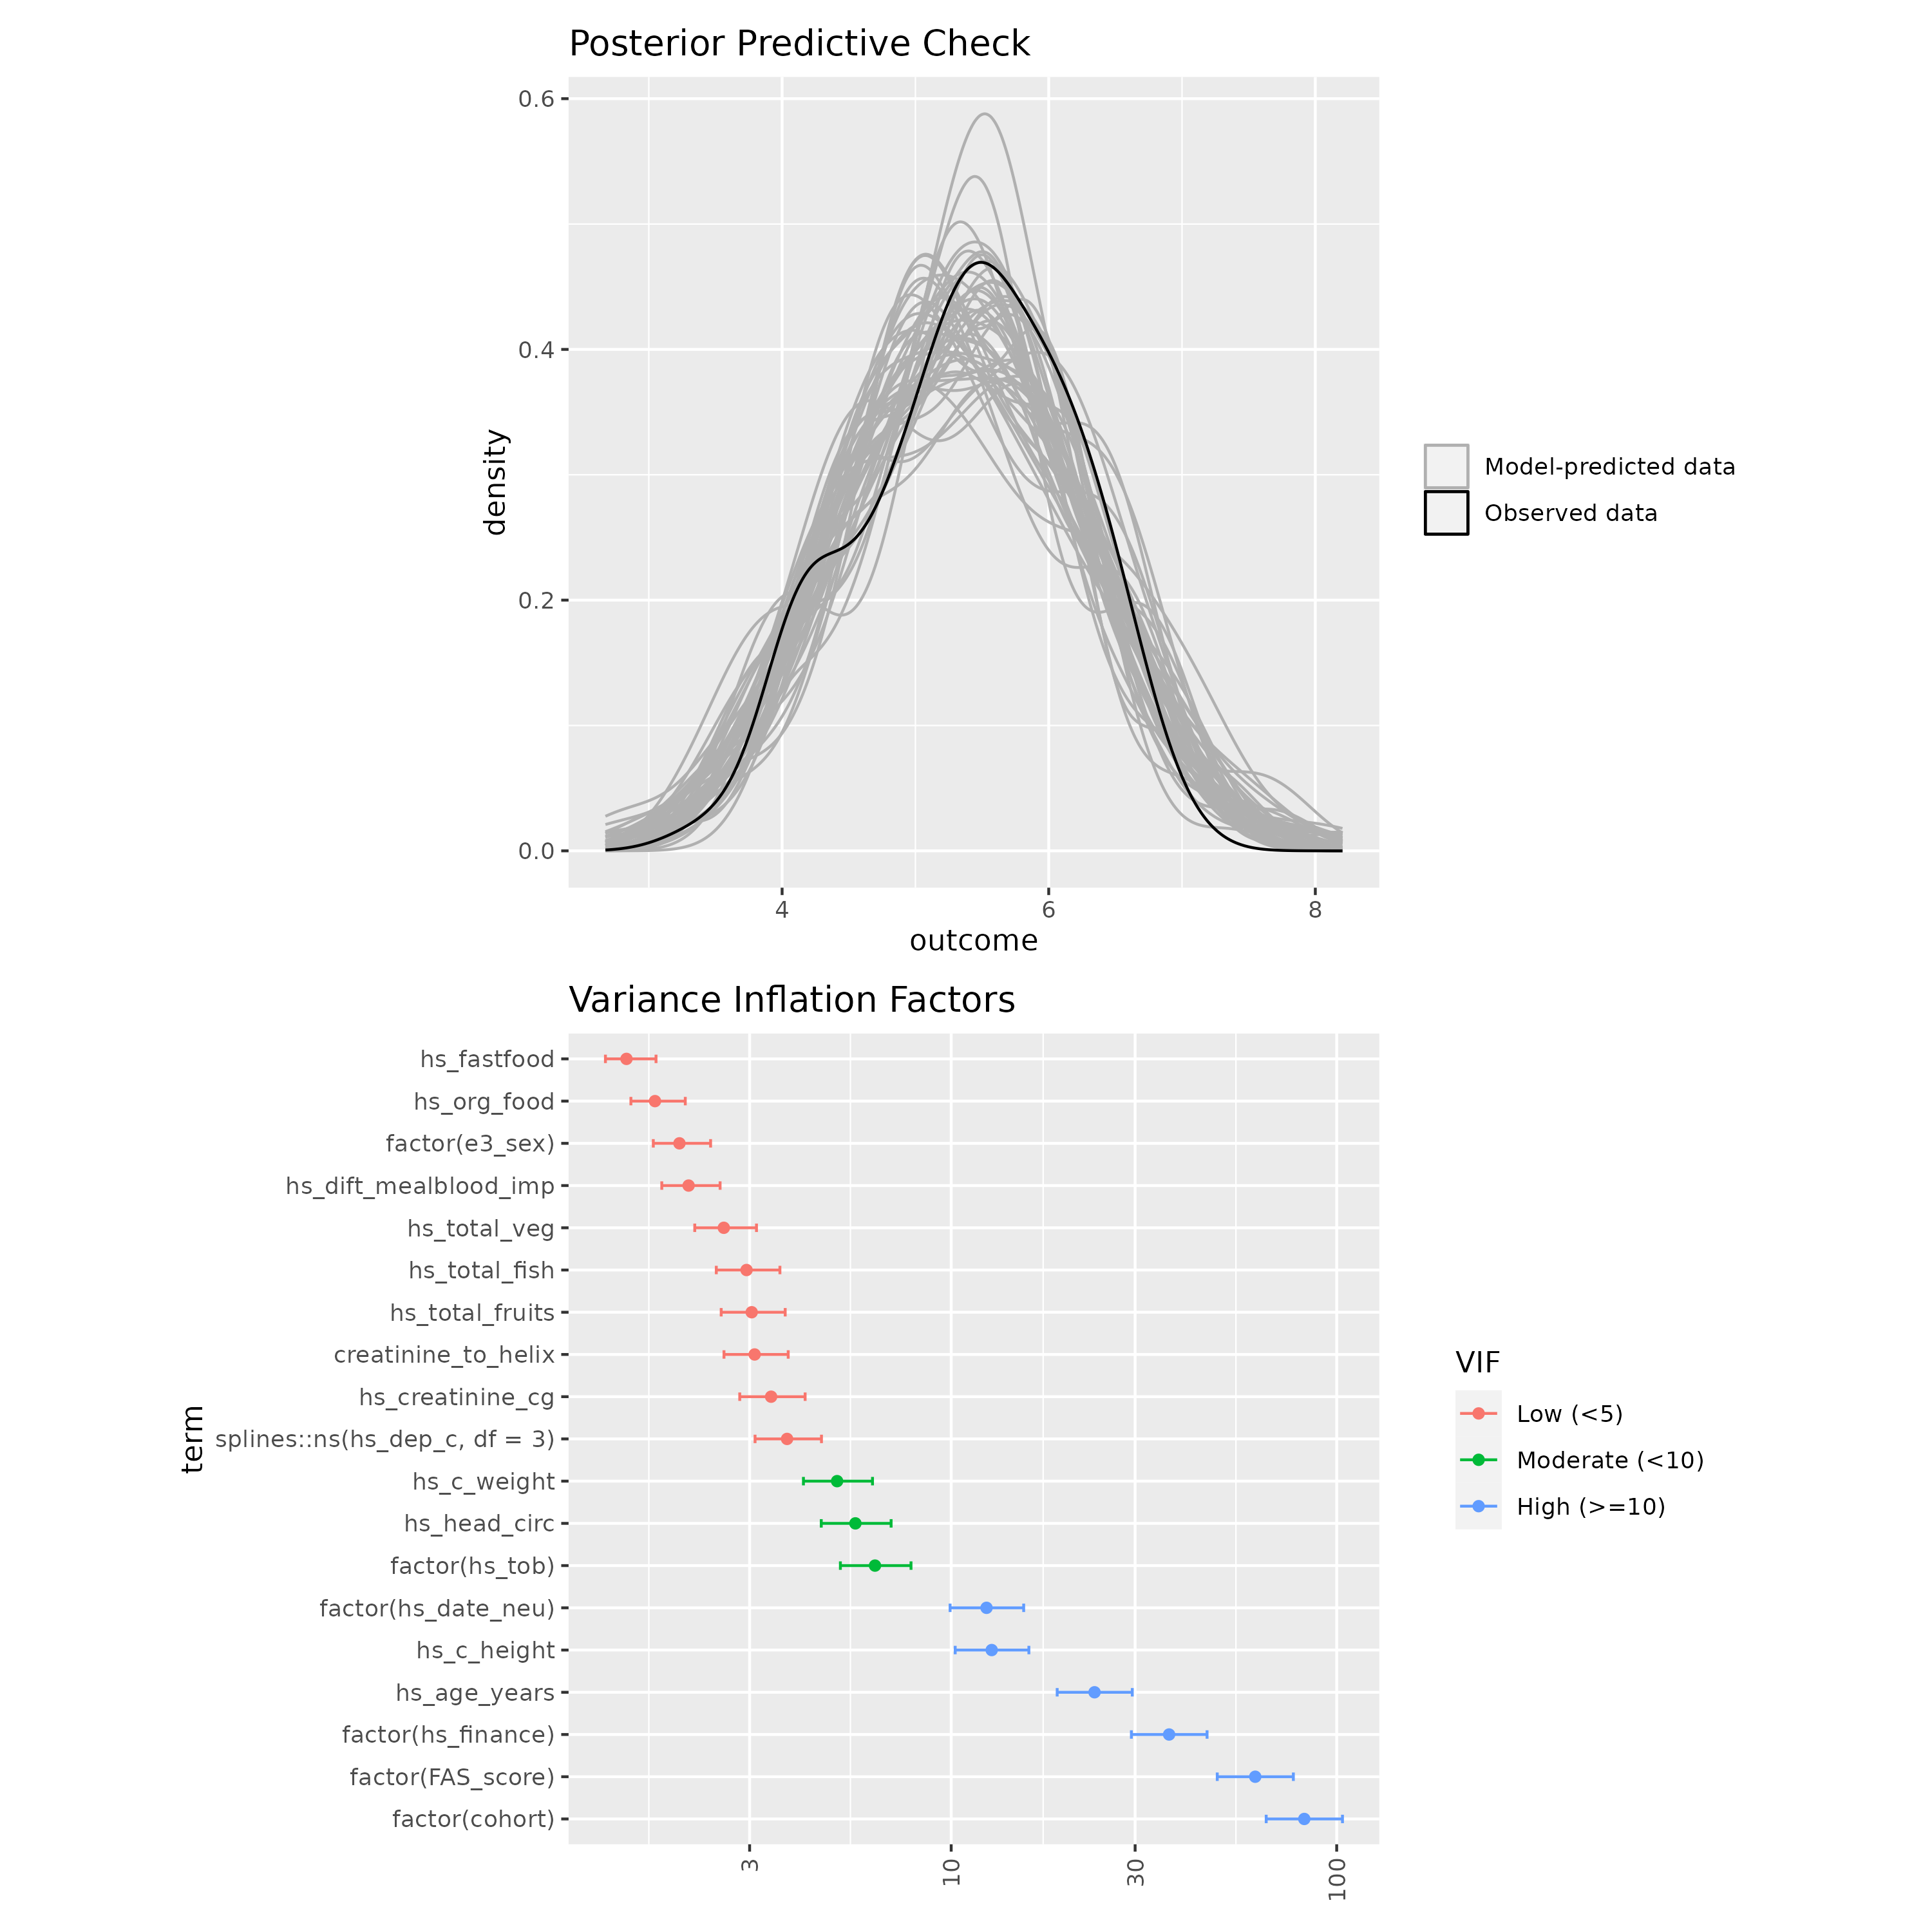 Posterior Predictive Check
0.6
0.4
0.2
0.0
density
4 6 8
outcome
Model-predicted data
Observed data
Variance Inflation Factors
term
hs_fastfood
hs_org_food
factor(e3_sex)
hs_dift_mealblood_imp
hs_total_veg
hs_total_fish
hs_total_fruits
creatinine_to_helix
hs_creatinine_cg
splines::ns(hs_dep_c, df = 3)
hs_c_weight
hs_head_circ
factor(hs_tob)
factor(hs_date_neu)
hs_c_height
hs_age_years
factor(hs_finance)
factor(FAS_score)
factor(cohort)
3 10 30 100
VIF
Low (<5)
Moderate (<10)
High (>=10)